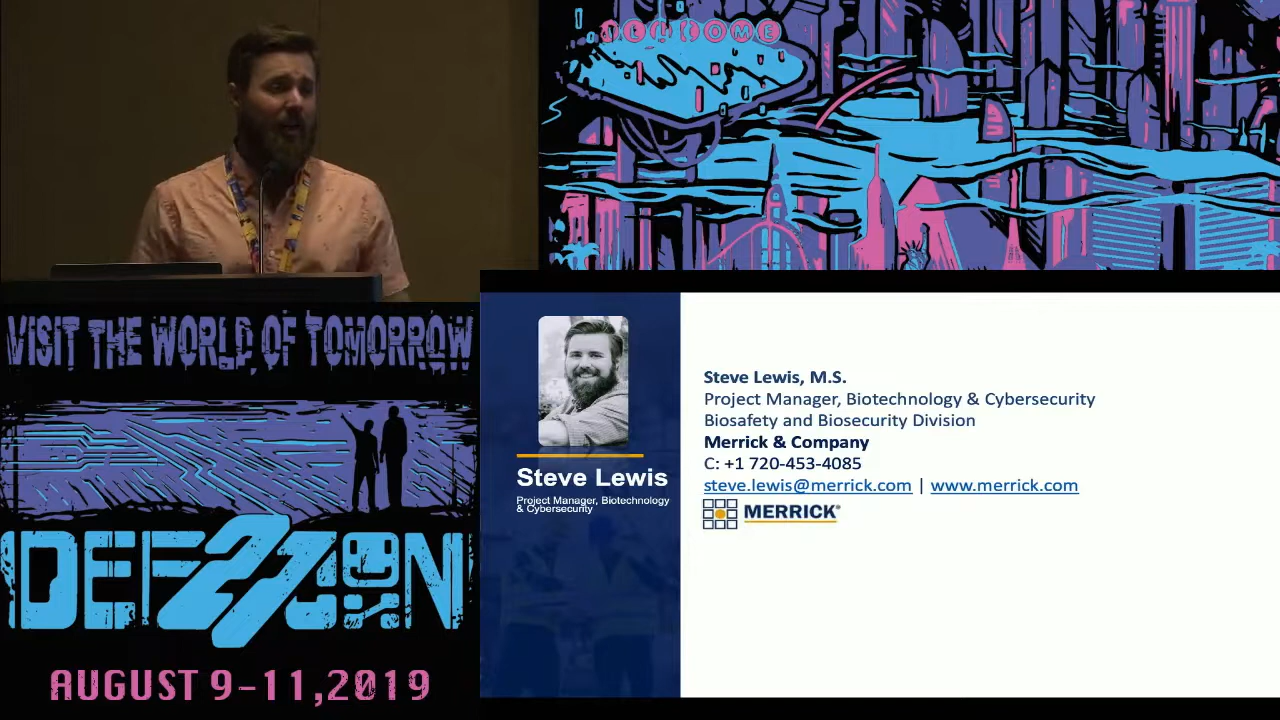 WELCOME
VISIT THE WORLD OF TOMORROW
DEF CON
27
AUGUST 9-11,2019
Steve Lewis
Project Manager, Biotechnology
& Cybersecurity
Steve Lewis, M.S.
Project Manager, Biotechnology & Cybersecurity
Biosafety and Biosecurity Division
Merrick & Company
C: +1 720-453-4085
steve.lewis@merrick.com | www.merrick.com
MERRICK®